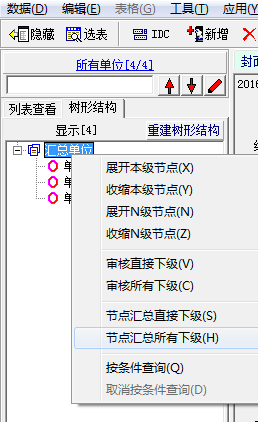 数据(D) 编辑(E) 表格(G) 工具(T) 应用(Y
隐藏 选表 IDC 新增
所有单位[4/4]
封面
2016
列表查看 树形结构
显示[4] 重建树形结构
汇总单位
单
单
单
展开本级节点(X)
收缩本级节点(Z)
展开N级节点(N)
收缩N级节点(Z)
审核直接下级(V)
审核所有下级(C)
节点汇总直接下级(S)
节点汇总所有下级(H)
按条件查询(Q)
取消按条件查询(D)